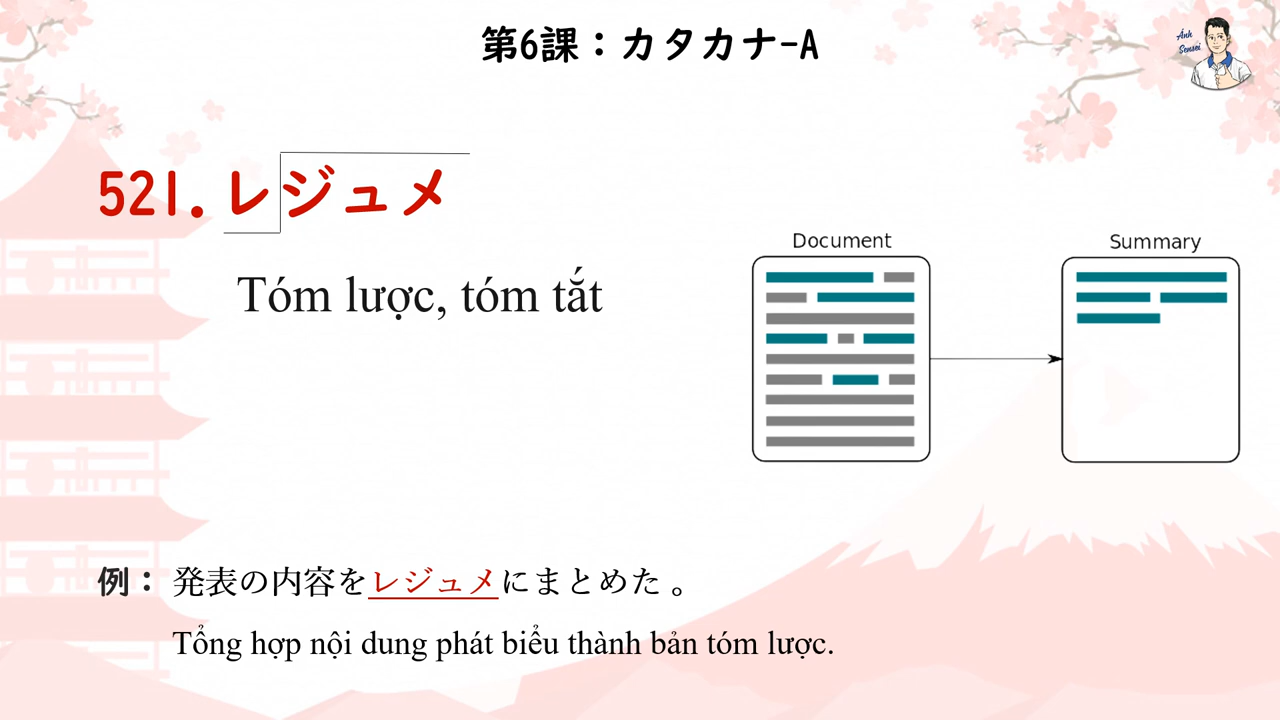 第6課：カタカナ-A
Anh
Sensei
521. レジュメ
Tóm lược, tóm tắt
Document
Summary
例： 発表の内容をレジュメにまとめた 。
Tổng hợp nội dung phát biểu thành bản tóm lược.